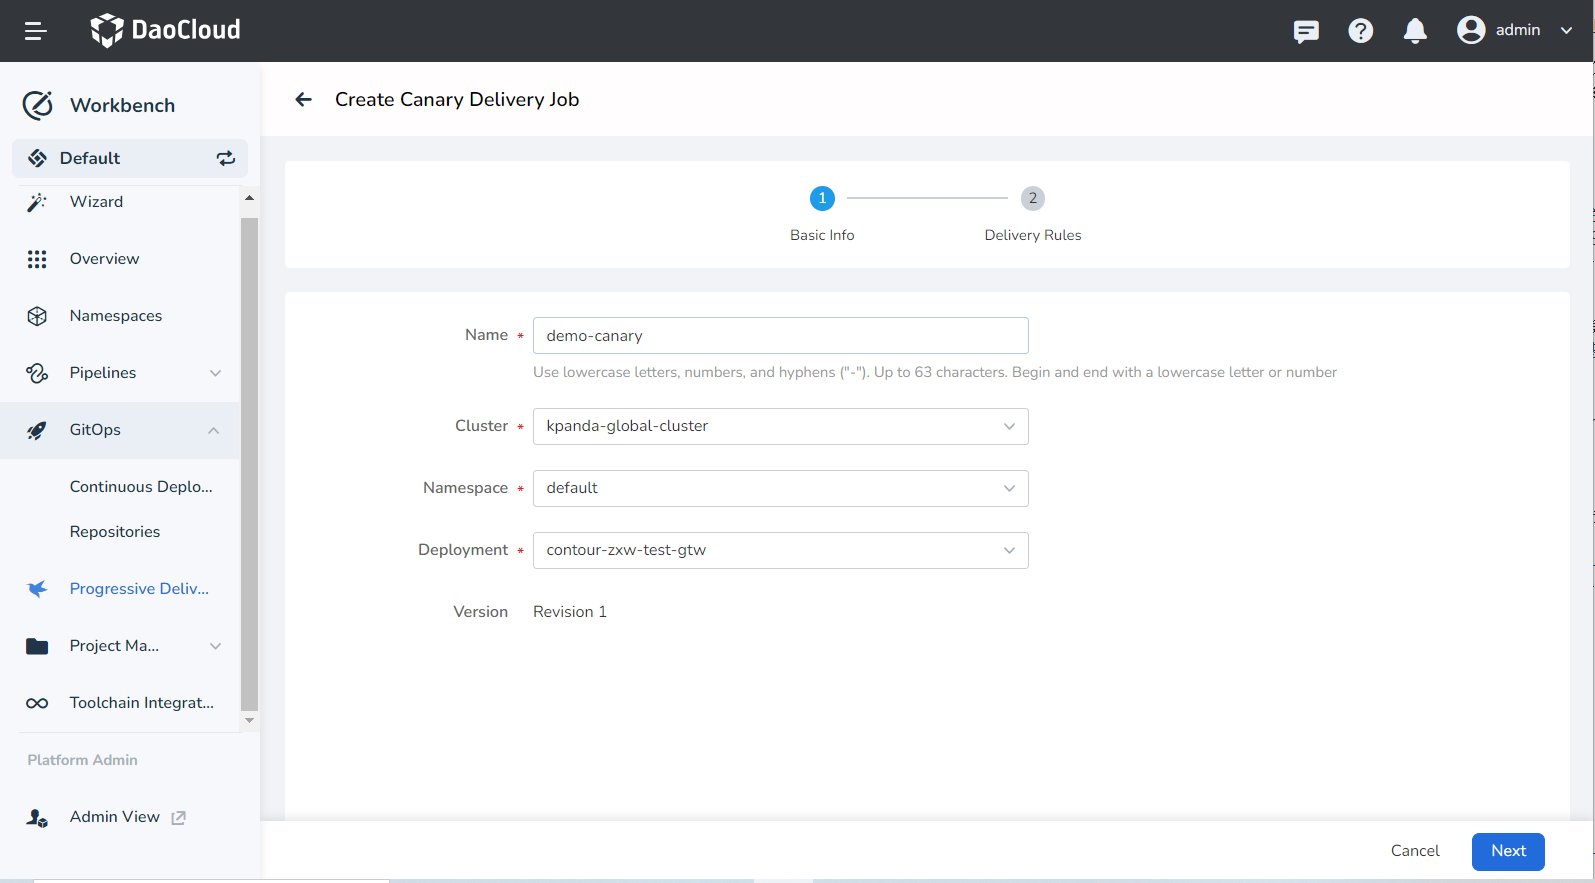 DaoCloud
admin
Workbench
Default
Wizard
Overview
Namespaces
Pipelines
GitOps
Continuous Deplo...
Repositories
Progressive Deliv...
Project Ma...
Toolchain Integrat...
Platform Admin
Admin View
Create Canary Delivery Job
1
2
Basic Info
Delivery Rules
Name *
demo-canary
Use lowercase letters, numbers, and hyphens ("-"). Up to 63 characters. Begin and end with a lowercase letter or number
Cluster *
kpanda-global-cluster
Namespace *
default
Deployment *
contour-zxw-test-gtw
Version
Revision 1
Cancel
Next